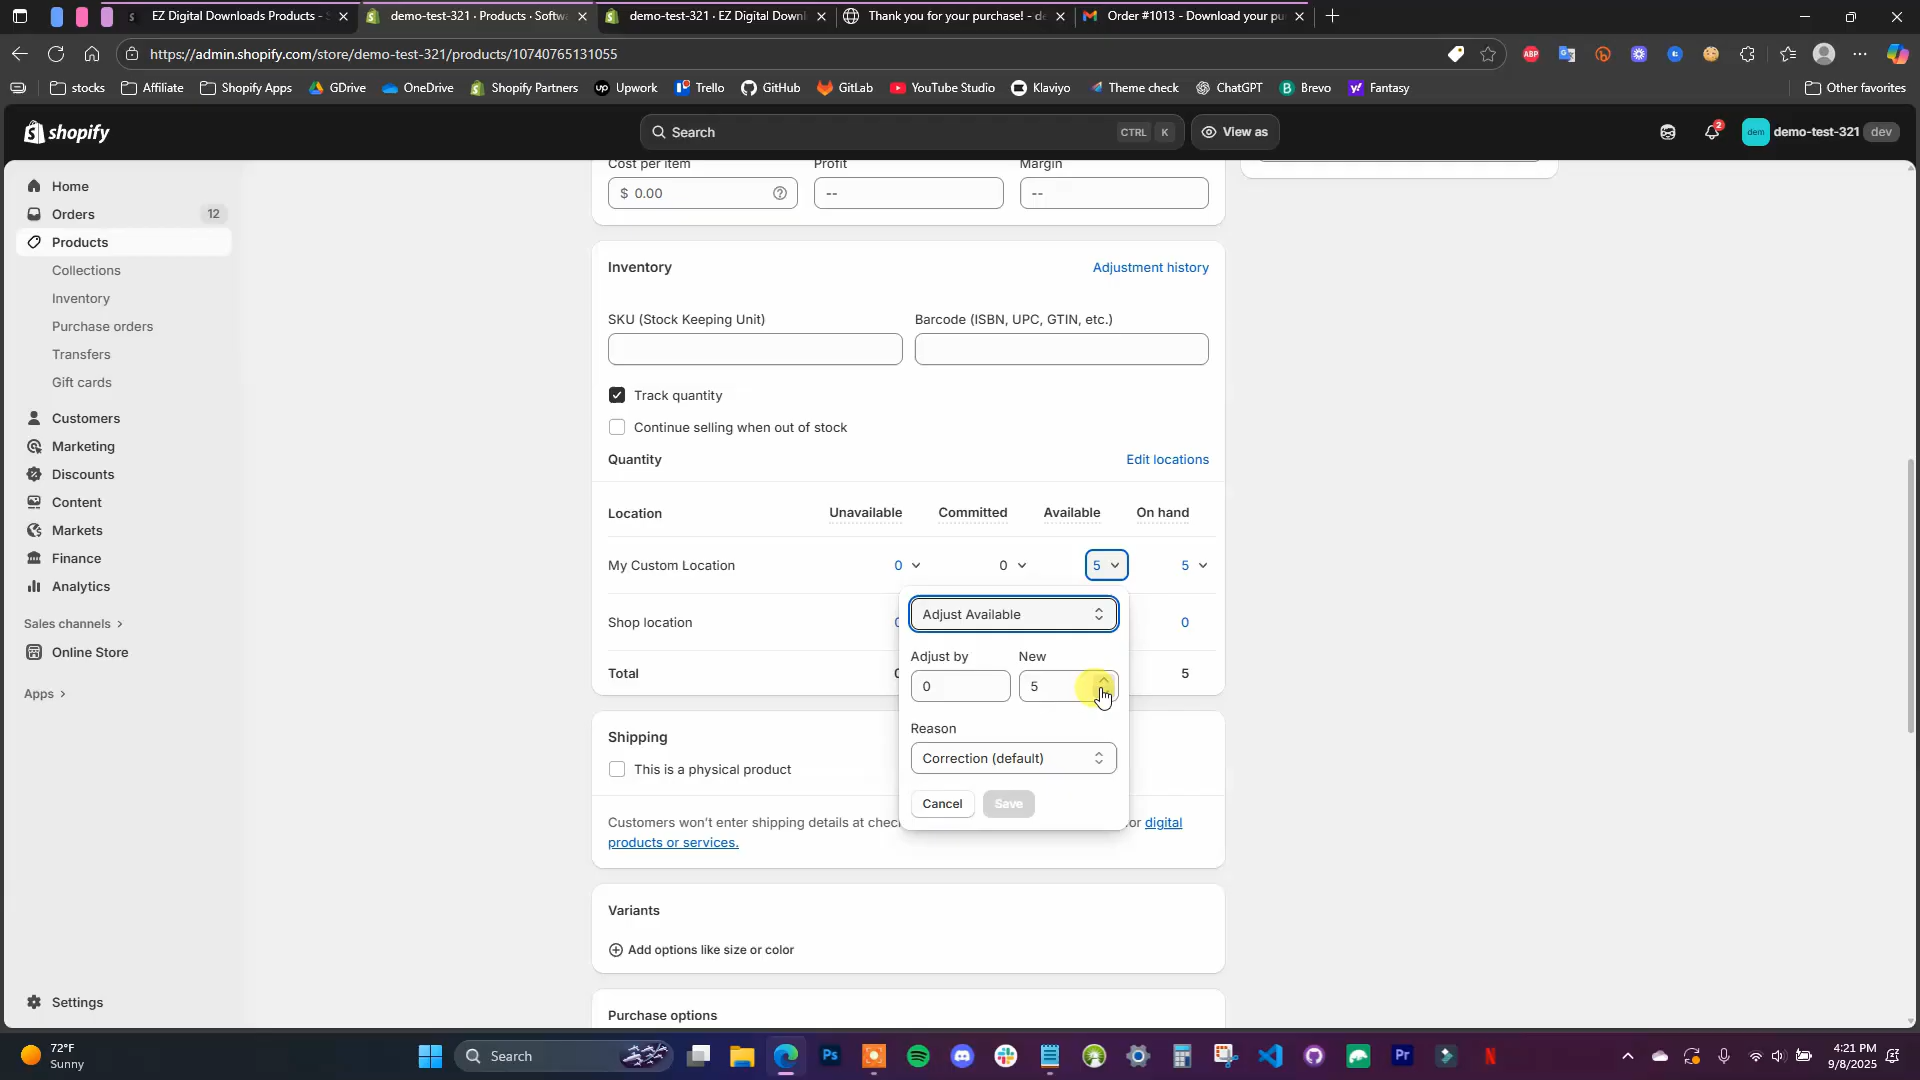 EZ Digital Downloads Products - S
demo-test-321 · Products · Softwa
demo-test-321 · EZ Digital Downl
Thank you for your purchase! - de
Order #1013 - Download your pu
https://admin.shopify.com/store/demo-test-321/products/10740765131055
ABP
stocks
Affiliate
Shopify Apps
GDrive
OneDrive
Shopify Partners
up
Upwork
Trello
GitHub
GitLab
YouTube Studio
Klaviyo
Theme check
ChatGPT
B
Brevo
y!
Fantasy
Other favorites
shopify
Search
CTRL
K
View as
2
dem
demo-test-321
dev
Home
Orders
12
Products
Collections
Inventory
Purchase orders
Transfers
Gift cards
Customers
Marketing
Discounts
Content
Markets
Finance
Analytics
Sales channels
Online Store
Apps
Settings
Cost per item
Profit
Margin
$ 0.00
--
--
Inventory
Adjustment history
SKU (Stock Keeping Unit)
Barcode (ISBN, UPC, GTIN, etc.)
Track quantity
Continue selling when out of stock
Quantity
Edit locations
Location
Unavailable
Committed
Available
On hand
My Custom Location
0
0
5
5
Shop location
0
Total
5
Adjust Available
Adjust by
New
0
5
Reason
Correction (default)
Cancel
Save
Shipping
This is a physical product
Customers won't enter shipping details at chec
or digital
products or services.
Variants
Add options like size or color
Purchase options
72°F
Sunny
Search
Ps
Pr
N
4:21 PM
9/8/2025